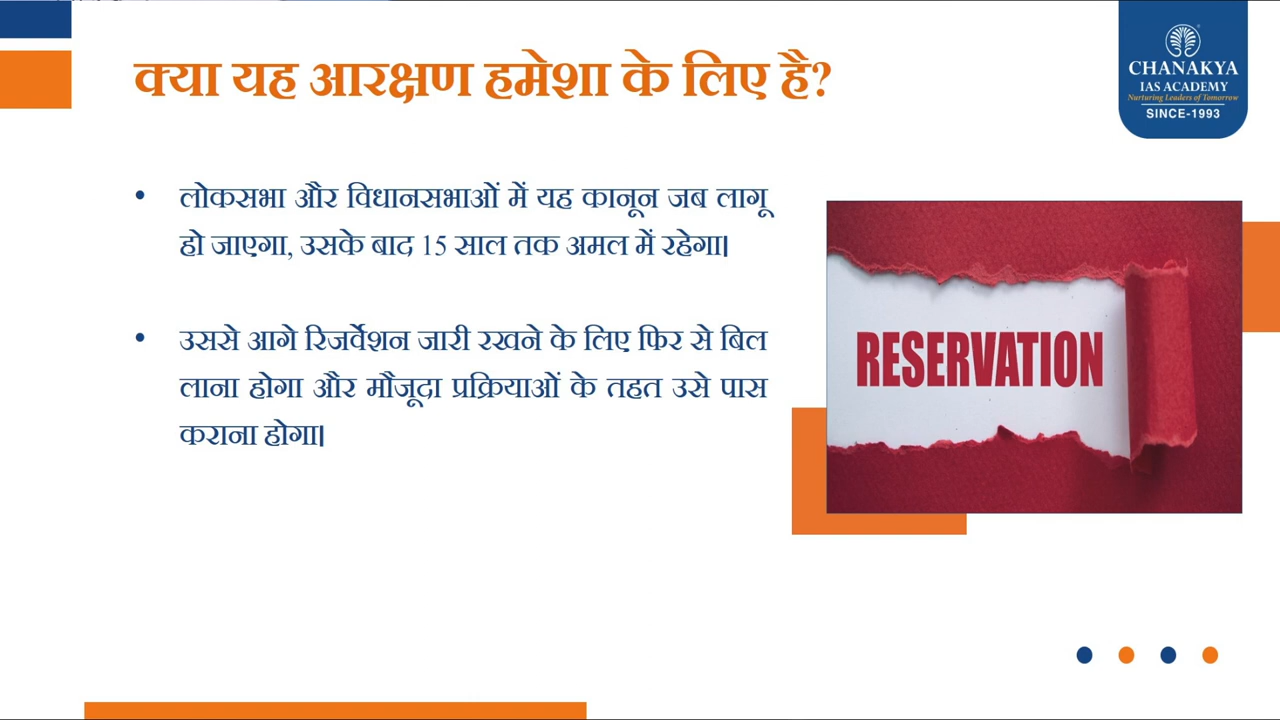 क्या यह आरक्षण हमेशा के लिए है?
CHANAKYA
IAS ACADEMY
Nurturing Leaders of Tomorrow
SINCE-1993
• लोकसभा और विधानसभाओं में यह कानून जब लागू
हो जाएगा, उसके बाद 15 साल तक अमल में रहेगा।
• उससे आगे रिजर्वेशन जारी रखने के लिए फिर से बिल
लाना होगा और मौजूदा प्रक्रियाओं के तहत उसे पास
कराना होगा।
RESERVATION